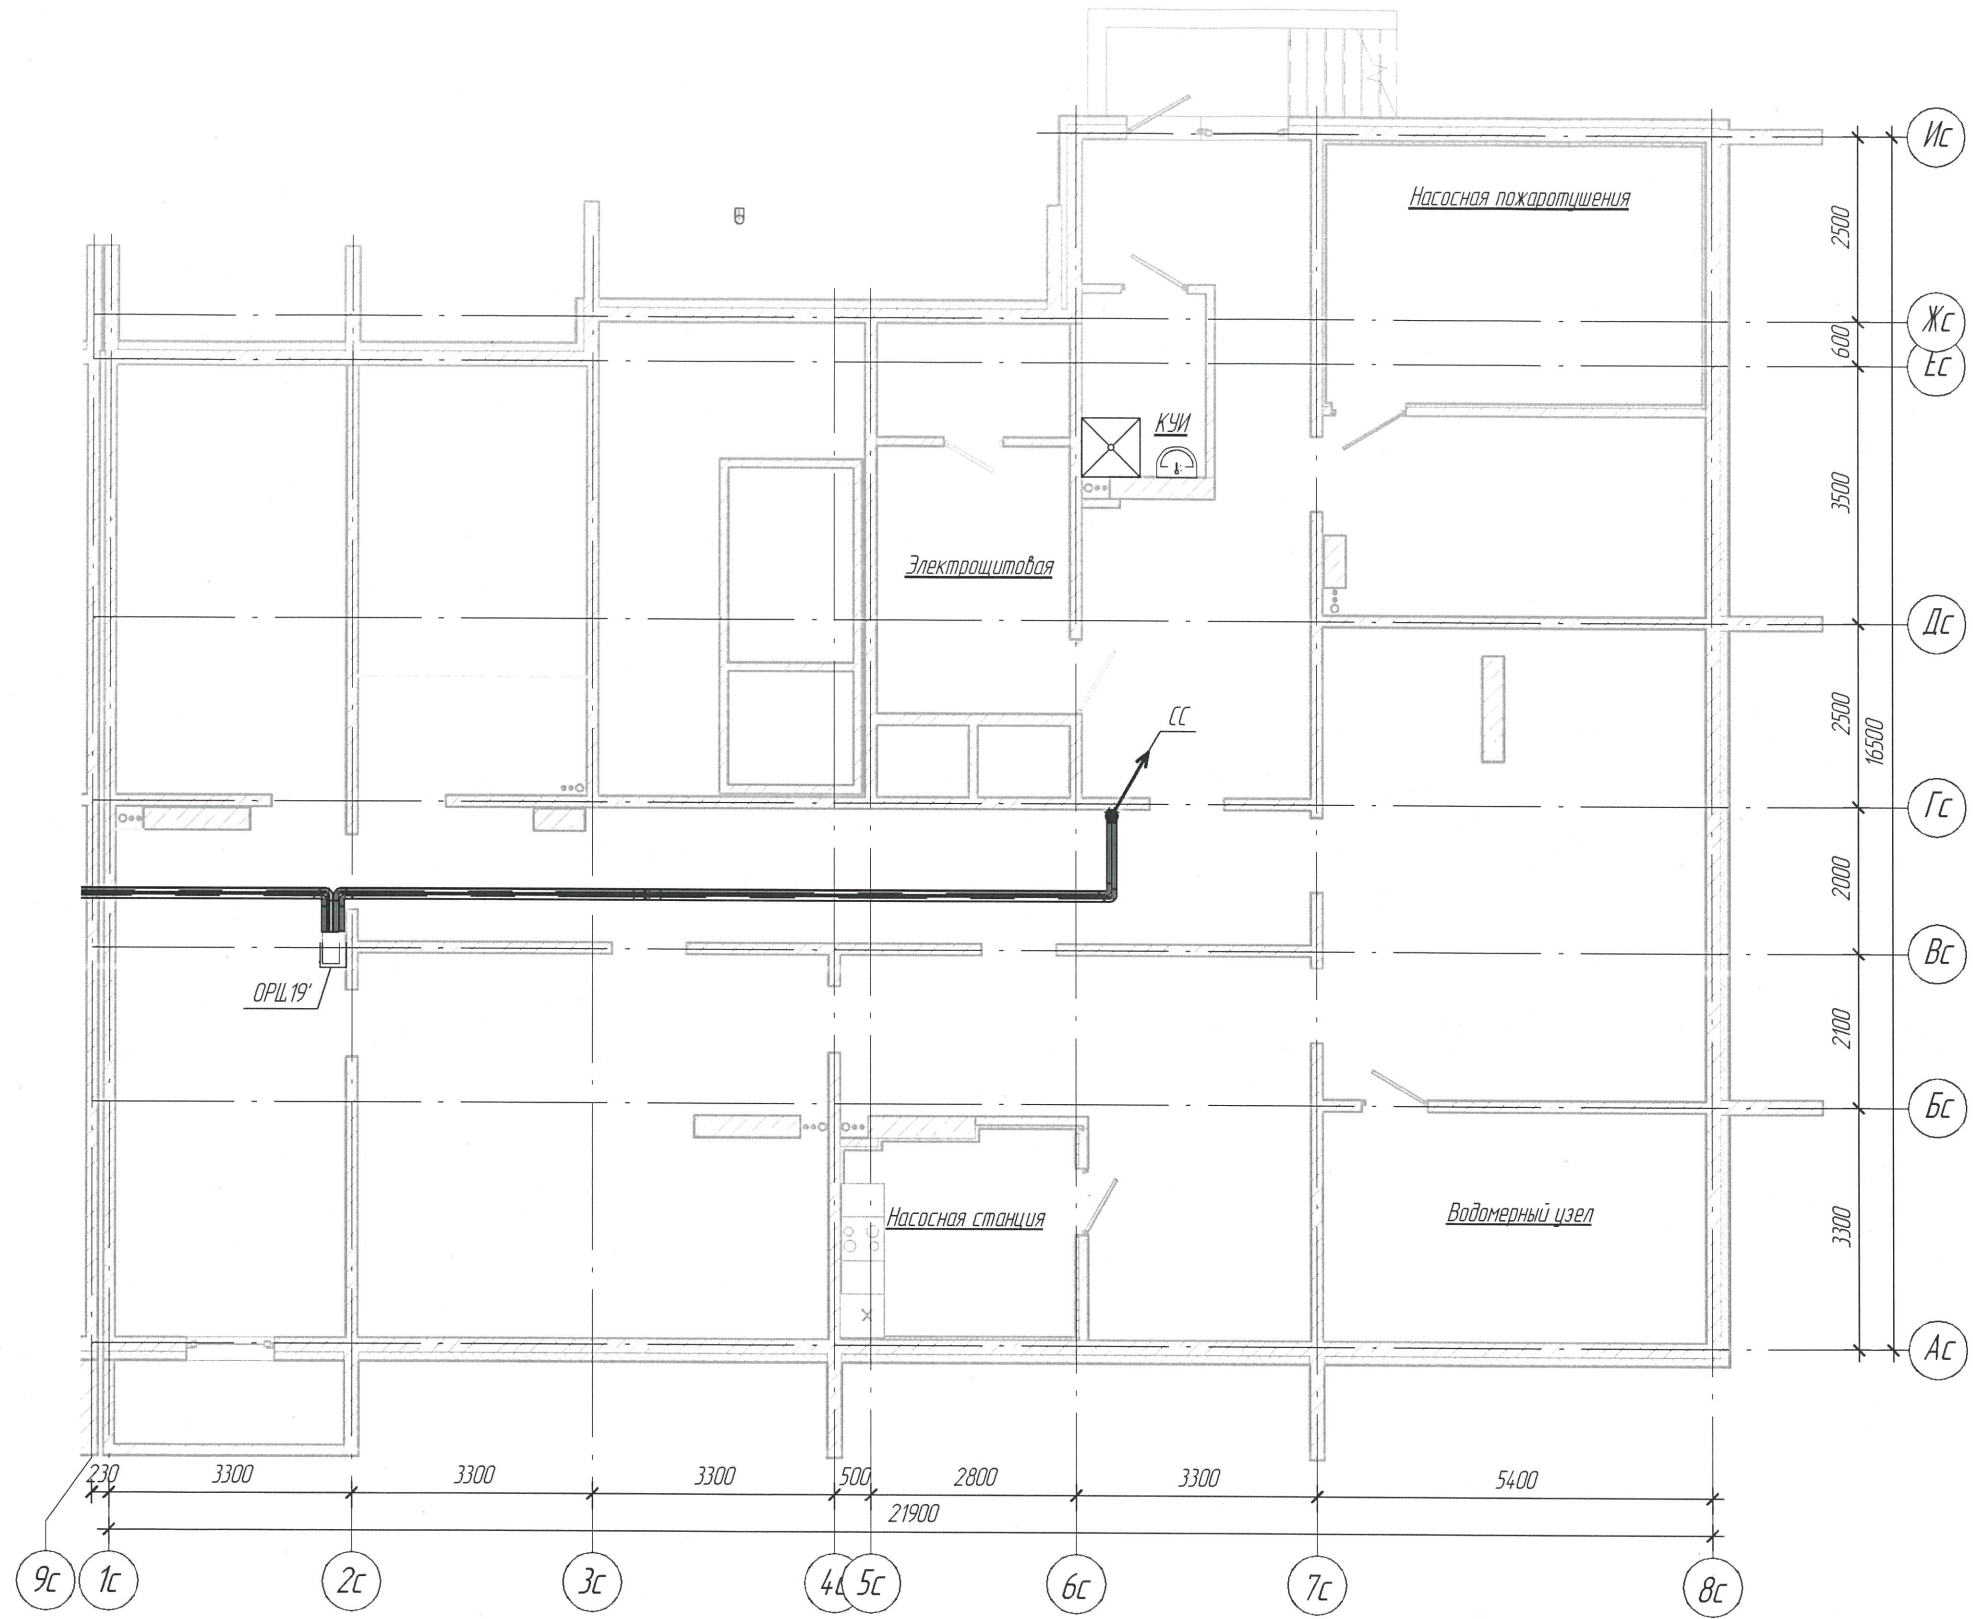 Ис
Насосная пожаротушения
2500
Жс
600
Ес
КУИ
3500
Электрощитовая
Дс
СС
2500
16500
Гс
2000
Вс
ОРЩ19'
2100
Бс
Насосная станция
Водомерный узел
3300
Ас
230
3300
3300
3300
500
2800
3300
5400
21900
9с
1с
2с
3с
4с
5с
6с
7с
8с